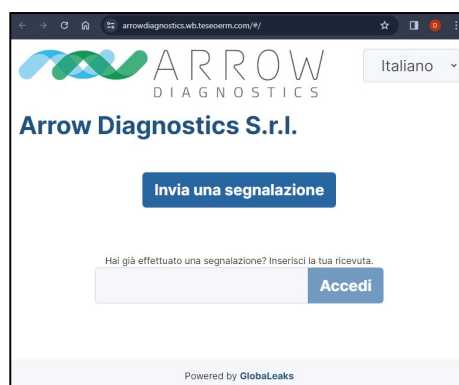 arrowdiagnostics.wb.teseoerm.com/#/
D
ARROW
DIAGNOSTICS
Italiano
Arrow Diagnostics S.r.l.
Invia una segnalazione
Hai già effettuato una segnalazione? Inserisci la tua ricevuta.
Accedi
Powered by GlobaLeaks